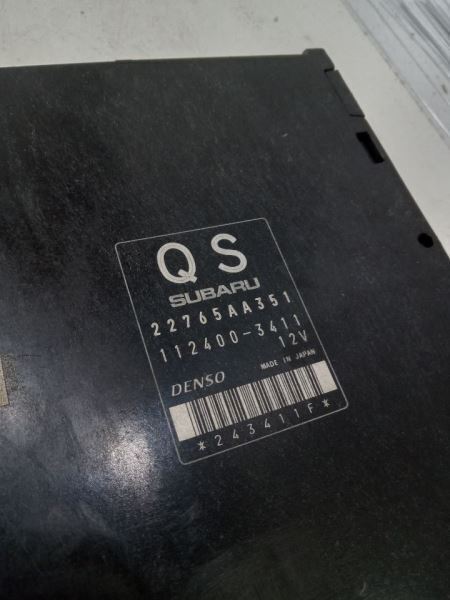 QS
SUBARU
22765AA351
112400-3411
12V
MADE IN JAPAN
DENSO
*243411F*